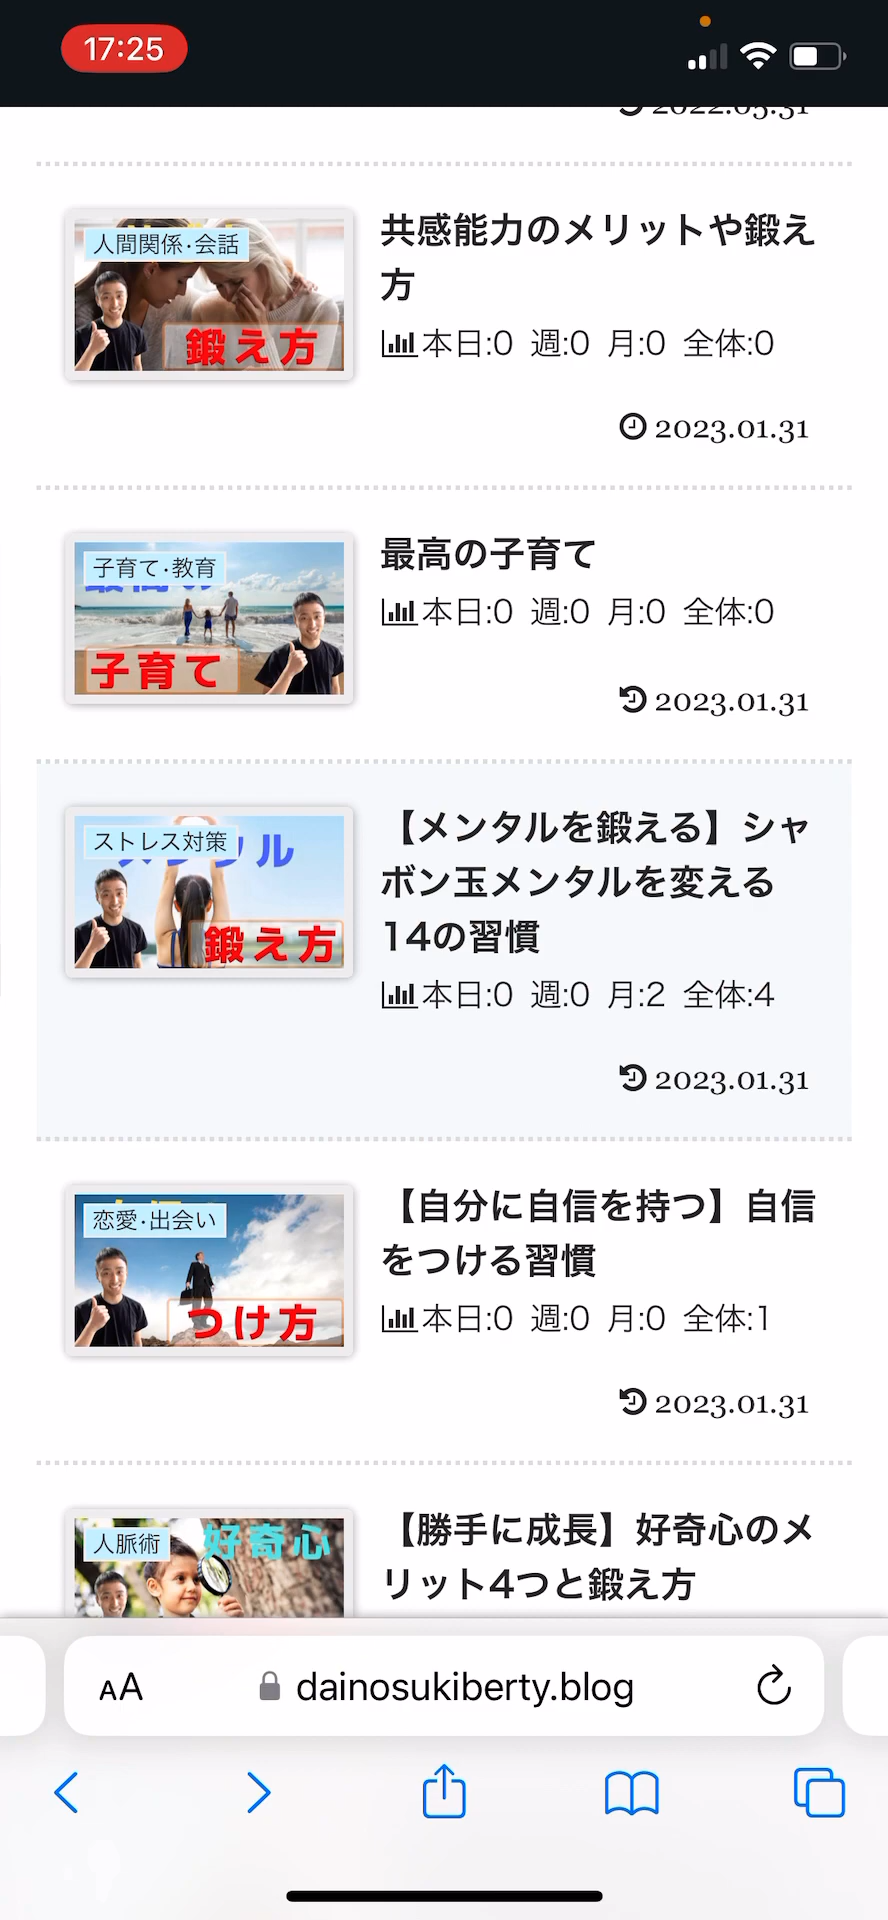 17:25
2022.05.31
人間関係·会話
鍛え方
共感能力のメリットや鍛え
方
本日:0 週:0 月:0 全体:0
2023.01.31
子育て·教育
子育て
最高の子育て
本日:0 週:0 月:0 全体:0
2023.01.31
ストレス対策
メンタル
鍛え方
【メンタルを鍛える】シャ
ボン玉メンタルを変える
14の習慣
本日:0 週:0 月:2 全体:4
2023.01.31
恋愛·出会い
つけ方
【自分に自信を持つ】自信
をつける習慣
本日:0 週:0 月:0 全体:1
2023.01.31
人脈術
好奇心
【勝手に成長】好奇心のメ
リット4つと鍛え方
AA
dainosukiberty.blog